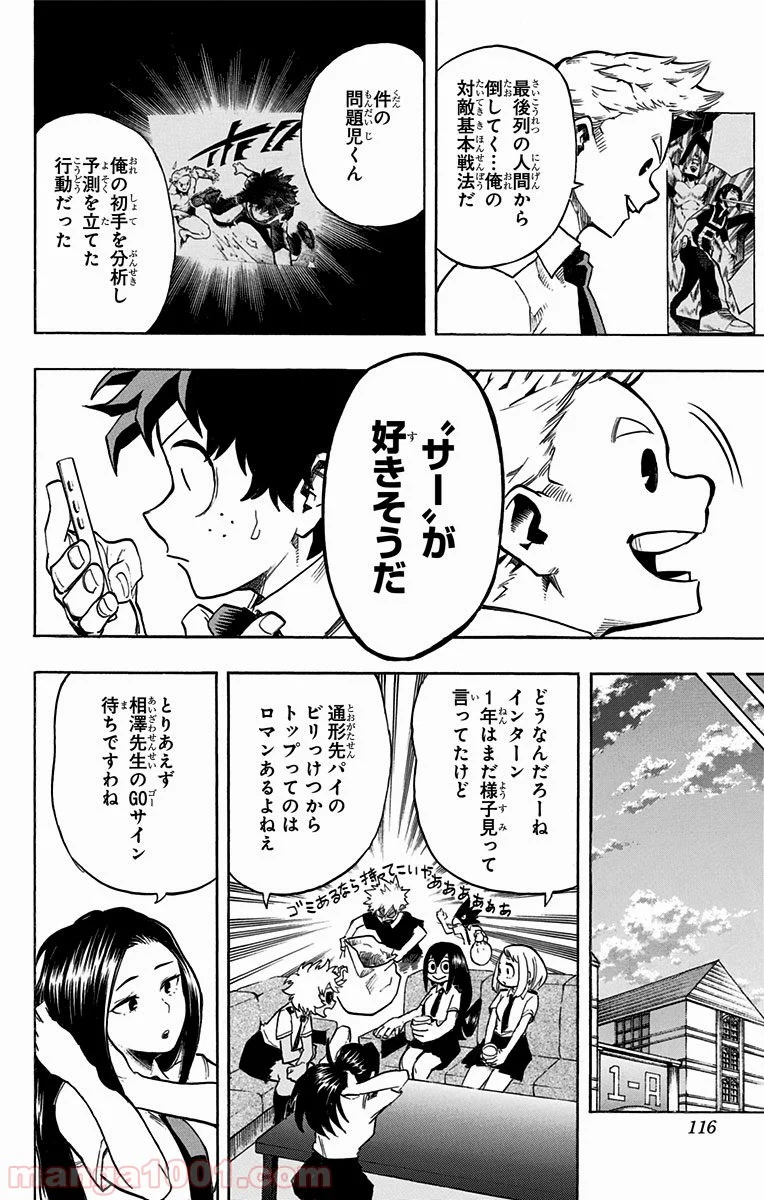 最後列の人間から
倒してく…俺の
対敵基本戦法だ
件の
問題児くん
俺の初手を分析し
予測を立てた
行動だった
〝サー〟が
好きそうだ
どうなんだろーね
インターン
1年はまだ様子見って
言ってたけど
通形先パイの
ビリっけつから
トップってのは
ロマンあるよねえ
ゴミあるなら持ってこいやああああああ
とりあえず
相澤先生のGOサイン
待ちですわね
1-A
116
manga1001.com